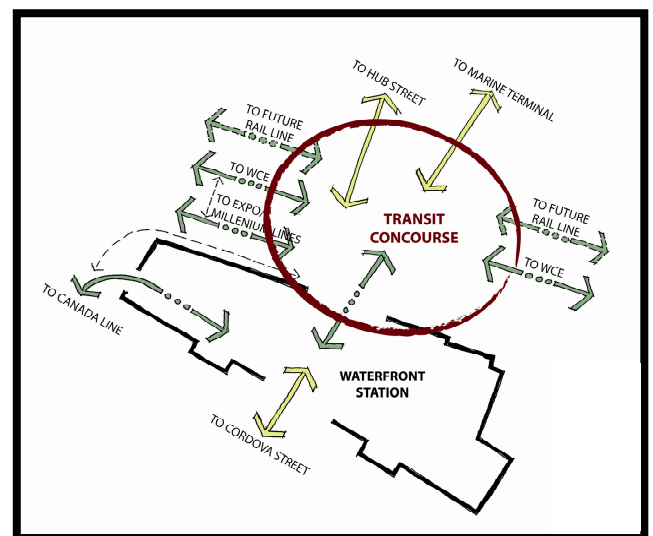 TO HUB STREET
TO MARINE TERMINAL
TO FUTURE
RAIL LINE
TO WCE
TO EXPO/
MILLENIUM LINES
TRANSIT
CONCOURSE
TO FUTURE
RAIL LINE
TO WCE
TO CANADA LINE
WATERFRONT
STATION
TO CORDOVA STREET